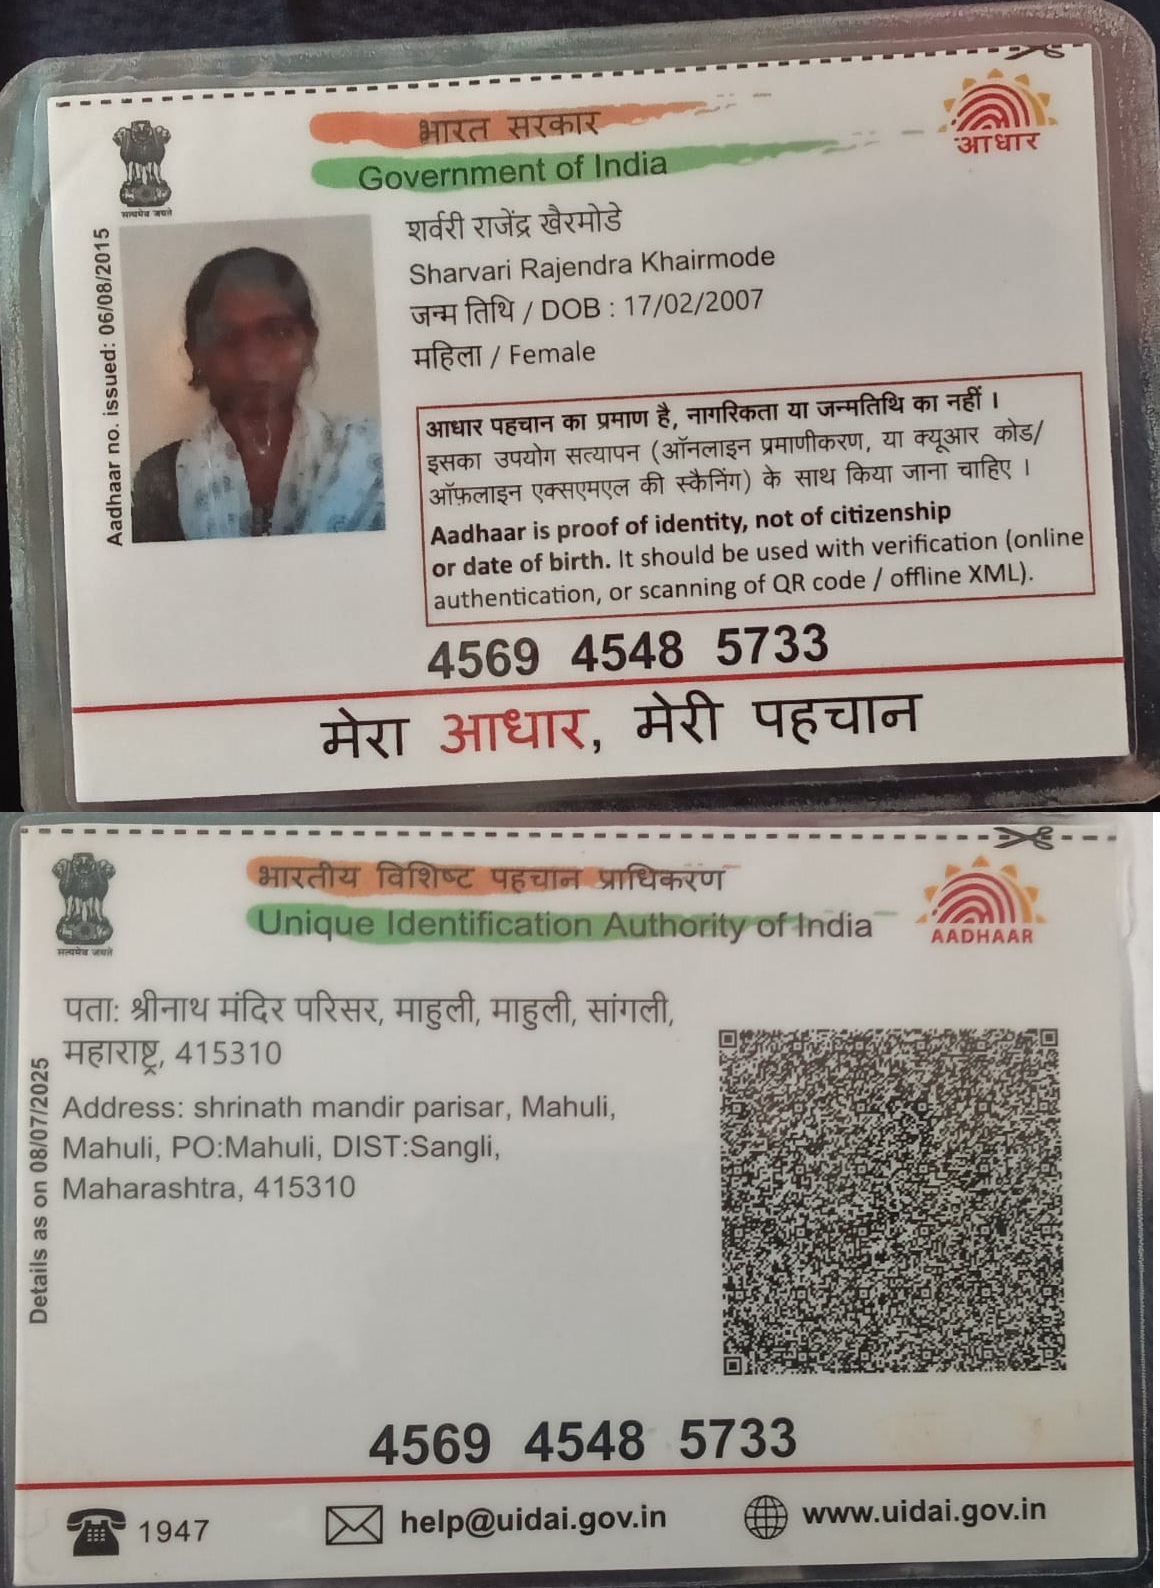 भारत सरकार
Government of India
आधार
सत्यमेव जयते
Aadhaar no. issued: 06/08/2015
शर्वरी राजेंद्र खैरमोडे
Sharvari Rajendra Khairmode
जन्म तिथि / DOB : 17/02/2007
महिला / Female
आधार पहचान का प्रमाण है, नागरिकता या जन्मतिथि का नहीं ।
इसका उपयोग सत्यापन (ऑनलाइन प्रमाणीकरण, या क्यूआर कोड/
ऑफ़लाइन एक्सएमएल की स्कैनिंग) के साथ किया जाना चाहिए ।
Aadhaar is proof of identity, not of citizenship
or date of birth. It should be used with verification (online
authentication, or scanning of QR code / offline XML).
4569 4548 5733
मेरा आधार, मेरी पहचान
भारतीय विशिष्ट पहचान प्राधिकरण
Unique Identification Authority of India
AADHAAR
सत्यमेव जयते
Details as on 08/07/2025
पता: श्रीनाथ मंदिर परिसर, माहुली, माहुली, सांगली,
महाराष्ट्र, 415310
Address: shrinath mandir parisar, Mahuli,
Mahuli, PO:Mahuli, DIST:Sangli,
Maharashtra, 415310
4569 4548 5733
1947
help@uidai.gov.in
www.uidai.gov.in